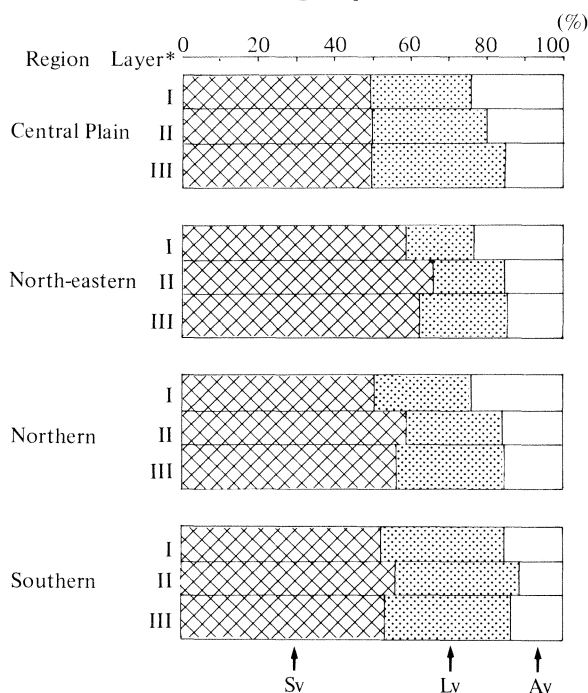 (%)
0 20 40 60 80 100
Region Layer*
I
Central Plain II
III
I
North-eastern II
III
I
Northern II
III
I
Southern II
III
Sv Lv Av